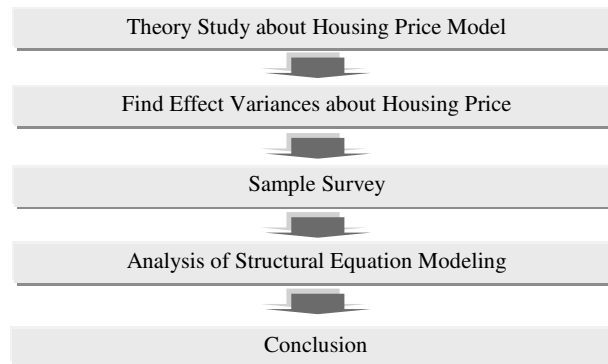 Theory Study about Housing Price Model
Find Effect Variances about Housing Price
Sample Survey
Analysis of Structural Equation Modeling
Conclusion